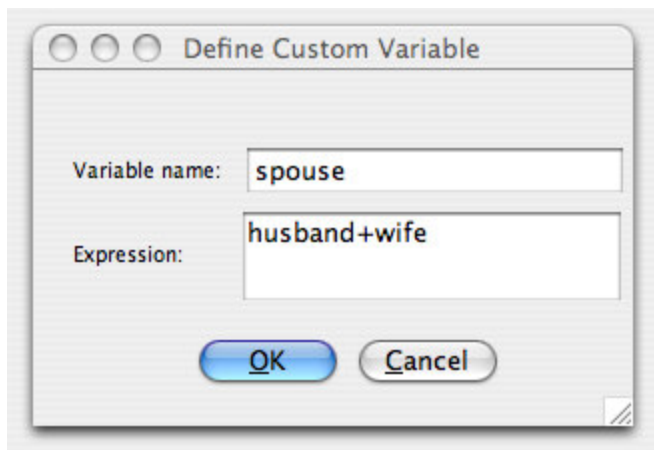 Define Custom Variable
Variable name: spouse
Expression: husband+wife
OK Cancel